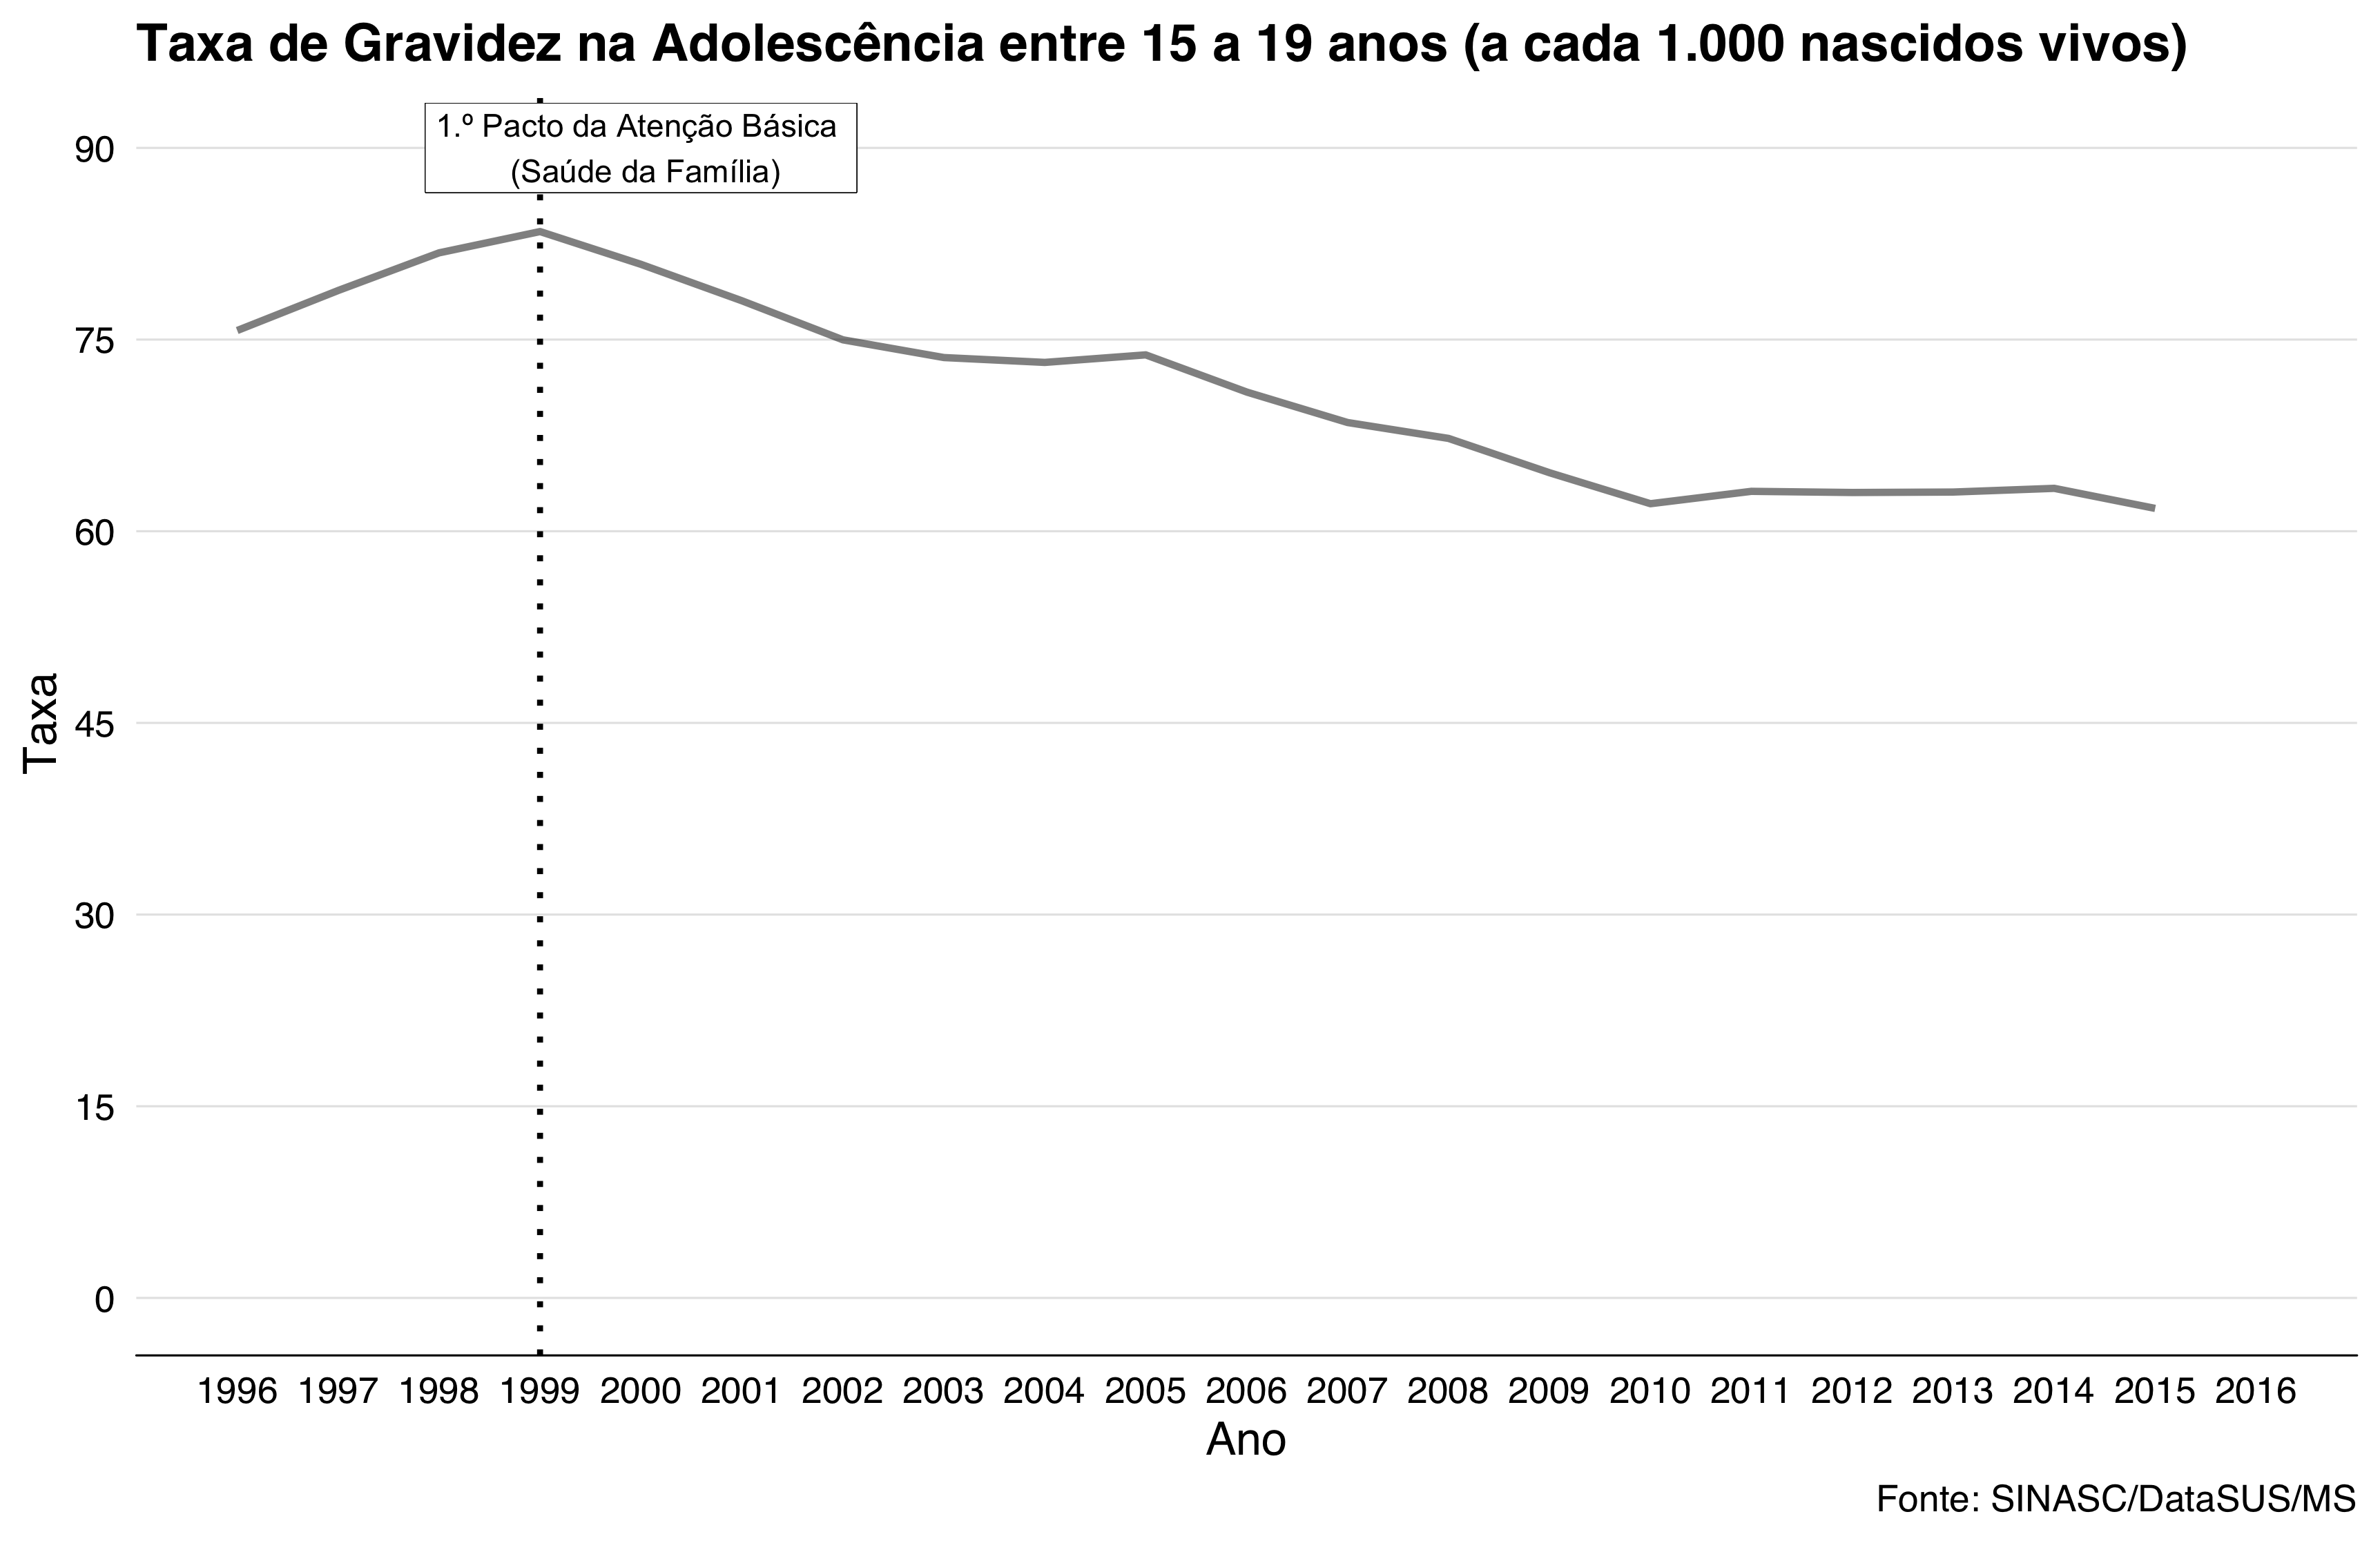 Taxa de Gravidez na Adolescência entre 15 a 19 anos (a cada 1.000 nascidos vivos)
1.º Pacto da Atenção Básica
(Saúde da Família)
90
75
60
45
30
15
0
Taxa
1996 1997 1998 1999 2000 2001 2002 2003 2004 2005 2006 2007 2008 2009 2010 2011 2012 2013 2014 2015 2016
Ano
Fonte: SINASC/DataSUS/MS